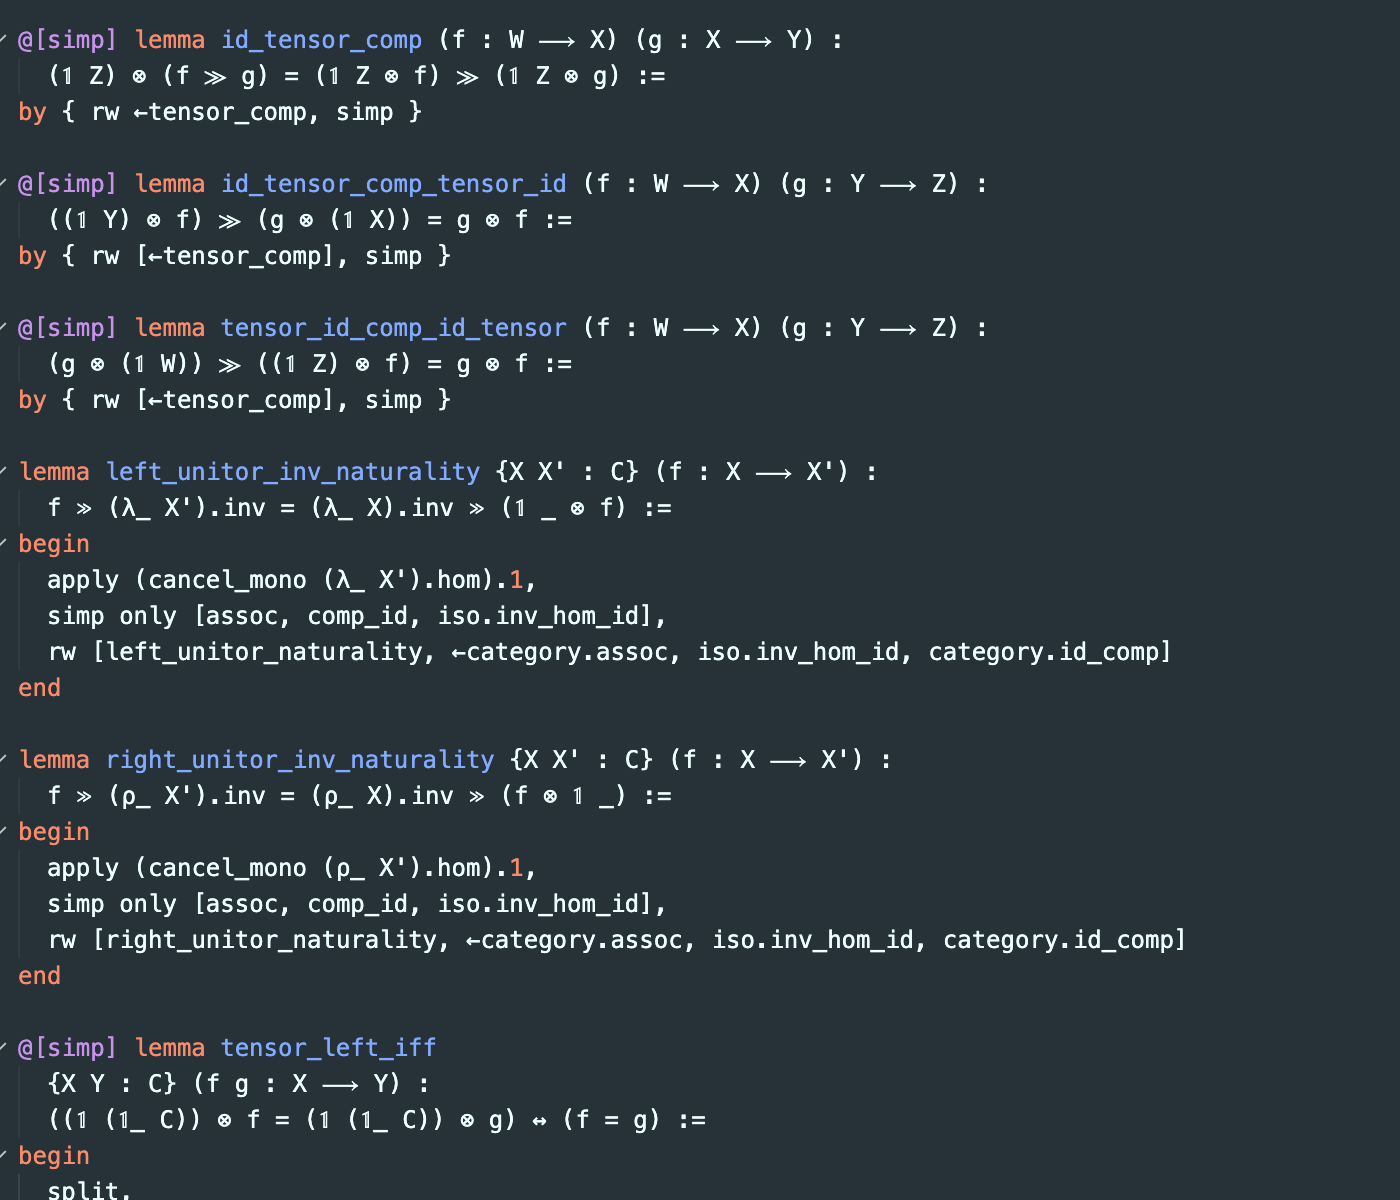 @[simp] lemma id_tensor_comp (f : W ⟶ X) (g : X ⟶ Y) :
(𝟙 Z) ⊗ (f ≫ g) = (𝟙 Z ⊗ f) ≫ (𝟙 Z ⊗ g) :=
by { rw ←tensor_comp, simp }
@[simp] lemma id_tensor_comp_tensor_id (f : W ⟶ X) (g : Y ⟶ Z) :
((𝟙 Y) ⊗ f) ≫ (g ⊗ (𝟙 X)) = g ⊗ f :=
by { rw [←tensor_comp], simp }
@[simp] lemma tensor_id_comp_id_tensor (f : W ⟶ X) (g : Y ⟶ Z) :
(g ⊗ (𝟙 W)) ≫ ((𝟙 Z) ⊗ f) = g ⊗ f :=
by { rw [←tensor_comp], simp }
lemma left_unitor_inv_naturality {X X' : C} (f : X ⟶ X') :
f ≫ (λ_ X').inv = (λ_ X).inv ≫ (𝟙 _ ⊗ f) :=
begin
apply (cancel_mono (λ_ X').hom).1,
simp only [assoc, comp_id, iso.inv_hom_id],
rw [left_unitor_naturality, ←category.assoc, iso.inv_hom_id, category.id_comp]
end
lemma right_unitor_inv_naturality {X X' : C} (f : X ⟶ X') :
f ≫ (ρ_ X').inv = (ρ_ X).inv ≫ (f ⊗ 𝟙 _) :=
begin
apply (cancel_mono (ρ_ X').hom).1,
simp only [assoc, comp_id, iso.inv_hom_id],
rw [right_unitor_naturality, ←category.assoc, iso.inv_hom_id, category.id_comp]
end
@[simp] lemma tensor_left_iff
{X Y : C} (f g : X ⟶ Y) :
((𝟙 (𝟙_ C)) ⊗ f = (𝟙 (𝟙_ C)) ⊗ g) ↔ (f = g) :=
begin
split,